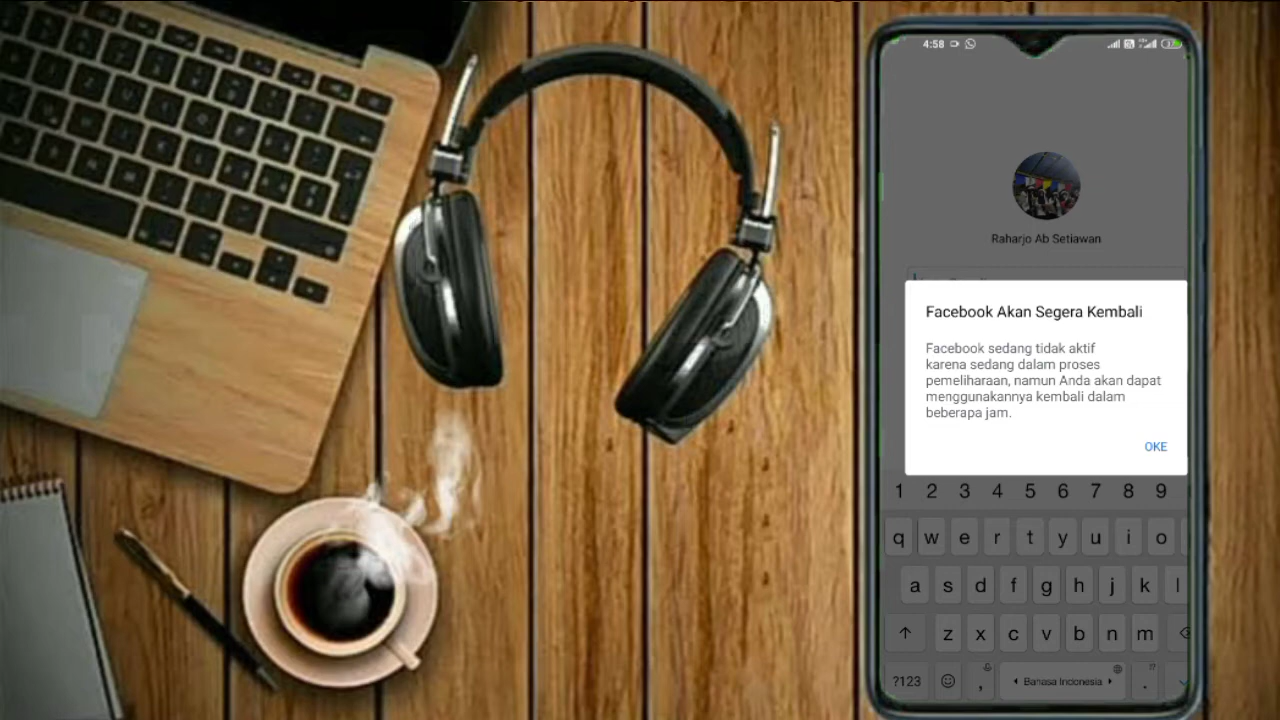 4:58
Raharjo Ab Setiawan
Facebook Akan Segera Kembali
Facebook sedang tidak aktif
karena sedang dalam proses
pemeliharaan, namun Anda akan dapat
menggunakannya kembali dalam
beberapa jam.
OKE
1 2 3 4 5 6 7 8 9
q w e r t y u i o
a s d f g h j k l
z x c v b n m
?123 , Bahasa Indonesia .